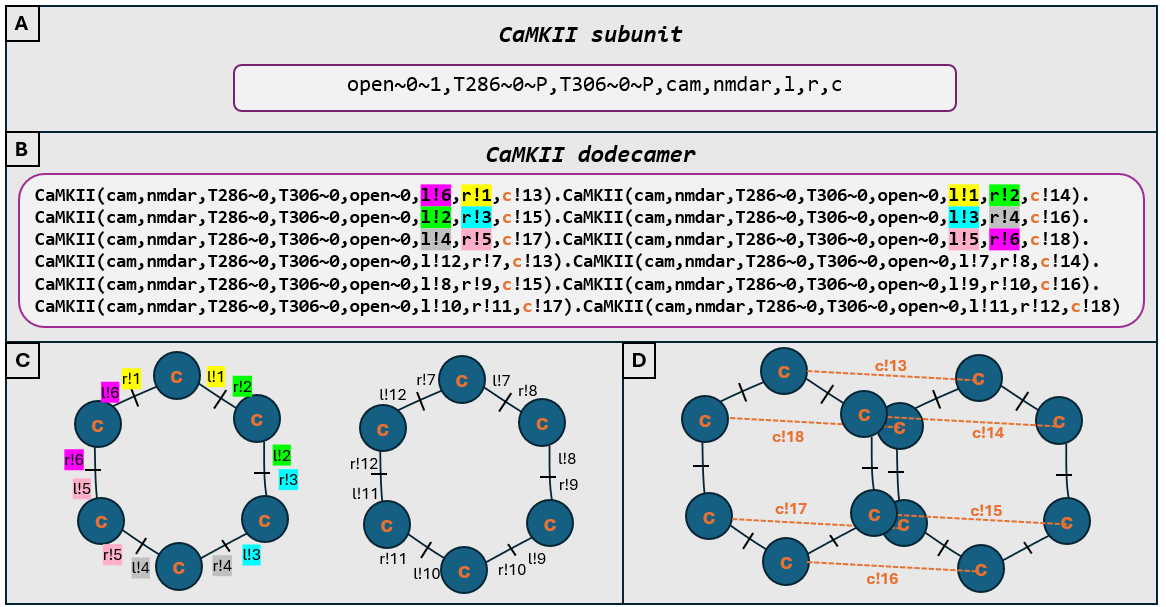 A
CaMKII subunit
open~0~1,T286~0~P,T306~0~P,cam,nmdar,l,r,c
B
CaMKII dodecamer
CaMKII(cam,nmdar,T286~0,T306~0,open~0,l!6,r!1,c!13).CaMKII(cam,nmdar,T286~0,T306~0,open~0,l!1,r!2,c!14).
CaMKII(cam,nmdar,T286~0,T306~0,open~0,l!2,r!3,c!15).CaMKII(cam,nmdar,T286~0,T306~0,open~0,l!3,r!4,c!16).
CaMKII(cam,nmdar,T286~0,T306~0,open~0,l!4,r!5,c!17).CaMKII(cam,nmdar,T286~0,T306~0,open~0,l!5,r!6,c!18).
CaMKII(cam,nmdar,T286~0,T306~0,open~0,l!12,r!7,c!13).CaMKII(cam,nmdar,T286~0,T306~0,open~0,l!7,r!8,c!14).
CaMKII(cam,nmdar,T286~0,T306~0,open~0,l!8,r!9,c!15).CaMKII(cam,nmdar,T286~0,T306~0,open~0,l!9,r!10,c!16).
CaMKII(cam,nmdar,T286~0,T306~0,open~0,l!10,r!11,c!17).CaMKII(cam,nmdar,T286~0,T306~0,open~0,l!11,r!12,c!18)
C
r!1 c l!1
l!6 r!2
c c
r!6 l!2
l!5 r!3
c c
r!5 l!3
l!4 c r!4
r!7 c l!7
l!12 r!8
c c
r!12 l!8
l!11 r!9
c c
r!11 l!9
l!10 c r!10
D
c c!13 c
c c c c
c!18 c!14
c!17 c!15
c c c c
c c!16 c